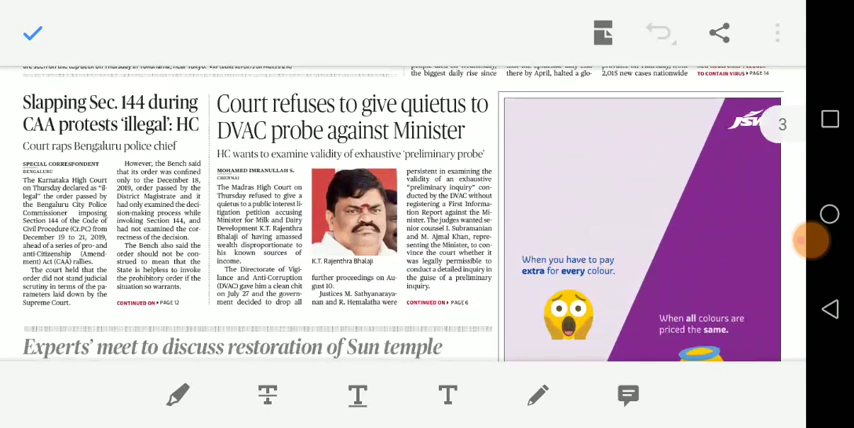 the biggest daily rise since
there by April, halted a glo-
2,015 new cases nationwide
TO CONTAIN VIRUS » PAGE 14
Slapping Sec. 144 during
CAA protests ‘illegal’: HC
Court raps Bengaluru police chief
SPECIAL CORRESPONDENT
BENGALURU
The Karnataka High Court
on Thursday declared as “il-
legal” the order passed by
the Bengaluru City Police
Commissioner imposing
Section 144 of the Code of
Civil Procedure (Cr.PC) from
December 19 to 21, 2019,
ahead of a series of pro- and
anti-Citizenship (Amend-
ment) Act (CAA) rallies.
The court held that the
order did not stand judicial
scrutiny in terms of the pa-
rameters laid down by the
Supreme Court.
However, the Bench said
that its order was confined
only to the December 18,
2019, order passed by the
District Magistrate and it
had only examined the deci-
sion-making process while
invoking Section 144, and
had not examined the cor-
rectness of the decision.
The Bench also said the
order should not be con-
strued to mean that the
State is helpless to invoke
the prohibitory order if the
situation so warrants.
CONTINUED ON » PAGE 12
Court refuses to give quietus to
DVAC probe against Minister
HC wants to examine validity of exhaustive ‘preliminary probe’
MOHAMED IMRANULLAH S.
CHENNAI
The Madras High Court on
Thursday refused to give a
quietus to a public interest li-
tigation petition accusing
Minister for Milk and Dairy
Development K.T. Rajenthra
Bhalaji of having amassed
wealth disproportionate to
his known sources of
income.
The Directorate of Vigi-
lance and Anti-Corruption
(DVAC) gave him a clean chit
on July 27 and the govern-
ment decided to drop all
K.T. Rajenthra Bhalaji
further proceedings on Au-
gust 10.
Justices M. Sathyanaraya-
nan and R. Hemalatha were
persistent in examining the
validity of an exhaustive
“preliminary inquiry” con-
ducted by the DVAC without
registering a First Informa-
tion Report against the Mi-
nister. The judges wanted se-
nior counsel I. Subramanian
and M. Ajmal Khan, repre-
senting the Minister, to con-
vince the court whether it
was legally permissible to
conduct a detailed inquiry in
the guise of a preliminary
inquiry.
CONTINUED ON » PAGE 6
JSW
3
When you have to pay
extra for every colour.
When all colours are
priced the same.
Experts’ meet to discuss restoration of Sun temple
T
T
T